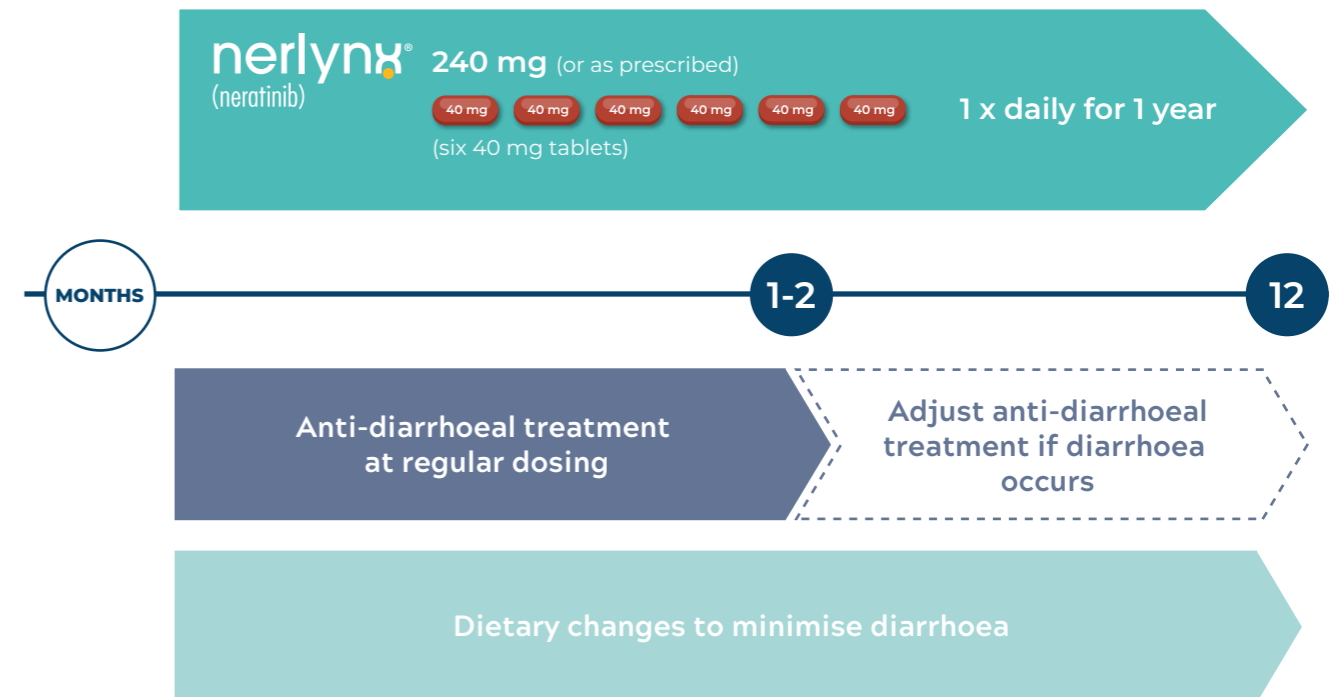 nerlynx®
(neratinib)
240 mg (or as prescribed)
40 mg 40 mg 40 mg 40 mg 40 mg 40 mg
(six 40 mg tablets)
1 x daily for 1 year
MONTHS
1-2
12
Anti-diarrhoeal treatment
at regular dosing
Adjust anti-diarrhoeal
treatment if diarrhoea
occurs
Dietary changes to minimise diarrhoea